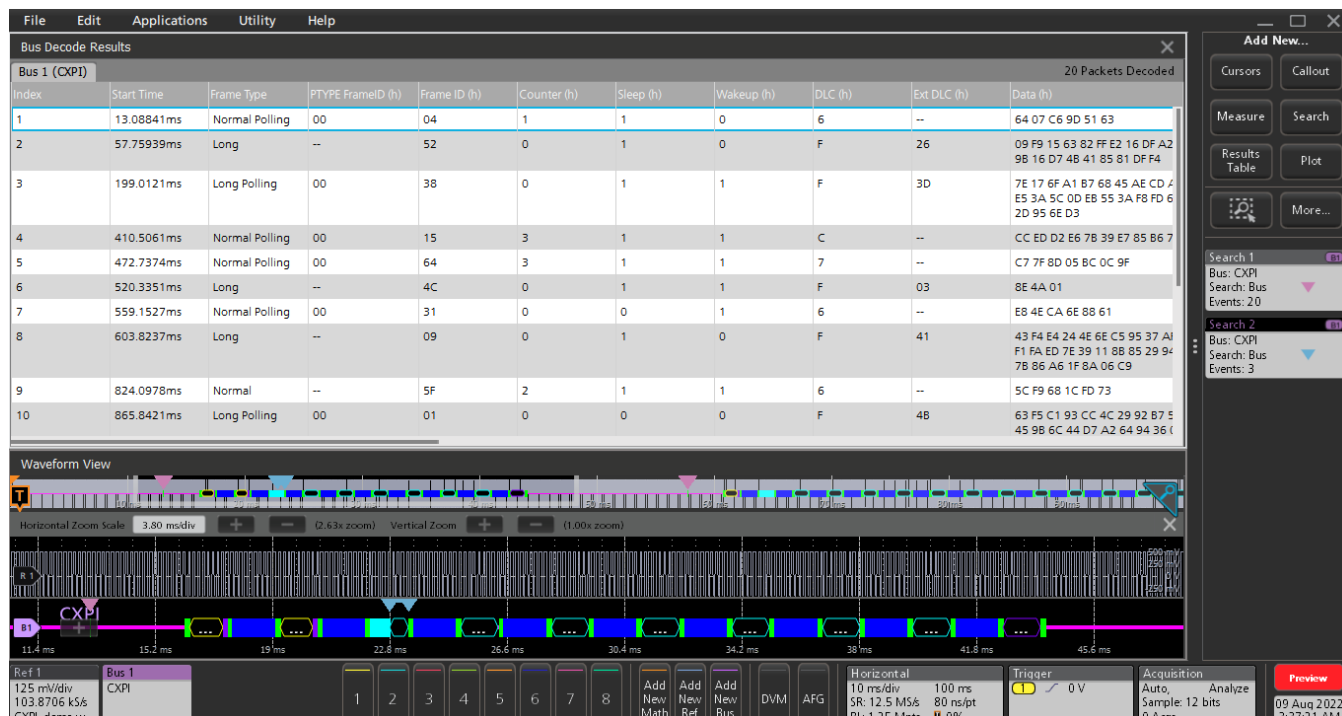 File Edit Applications Utility Help
Bus Decode Results
Bus 1 (CXPI) 20 Packets Decoded
Index Start Time Frame Type PTYPE FrameID (h) Frame ID (h) Counter (h) Sleep (h) Wakeup (h) DLC (h) Ext DLC (h) Data (h)
1 13.08841ms Normal Polling 00 04 1 1 0 6 -- 64 07 C6 9D 51 63
2 57.75939ms Long -- 52 0 1 0 F 26 09 F9 15 63 82 FF E2 16 DF A2
9B 16 D7 4B 41 85 81 DF F4
3 199.0121ms Long Polling 00 38 0 1 1 F 3D 7E 17 6F A1 B7 68 45 AE CD
E5 3A 5C 0D EB 55 3A F8 FD 6
2D 95 6E D3
4 410.5061ms Normal Polling 00 15 3 1 1 C -- CC ED D2 E6 7B 39 E7 85 B6 7
5 472.7374ms Normal Polling 00 64 3 1 1 7 -- C7 7F 8D 05 BC 0C 9F
6 520.3351ms Long -- 4C 0 1 1 F 03 8E 4A 01
7 559.1527ms Normal Polling 00 31 0 0 1 6 -- E8 4E CA 6E 88 61
8 603.8237ms Long -- 09 0 1 0 F 41 43 F4 E4 24 4E 6E C5 95 37
F1 FA ED 7E 39 11 8B 85 29 94
7B 86 A6 1F 8A 06 C9
9 824.0978ms Normal -- 5F 2 1 1 6 -- 5C F9 68 1C FD 73
10 865.8421ms Long Polling 00 01 0 0 0 F 4B 63 F5 C1 93 CC 4C 29 92 B7 5
45 9B 6C 44 D7 A2 64 94 36
Add New...
Cursors Callout
Measure Search
Results Table Plot
More...
Search 1 B1
Bus: CXPI
Search: Bus
Events: 20
Search 2 B1
Bus: CXPI
Search: Bus
Events: 3
Waveform View
T
Horizontal Zoom Scale 3.80 ms/div + − (2.63x zoom) Vertical Zoom + − (1.00x zoom)
R 1
500 mV
250 mV
0 V
CXPI
B1
11.4 ms 15.2 ms 19 ms 22.8 ms 26.6 ms 30.4 ms 34.2 ms 38 ms 41.8 ms 45.6 ms
Ref 1
125 mV/div
103.8706 kS/s
Bus 1
CXPI
1 2 3 4 5 6 7 8
Add New Math
Add New Ref
Add New Bus
DVM AFG
Horizontal
10 ms/div 100 ms
SR: 12.5 MS/s 80 ns/pt
Trigger
1 0 V
Acquisition
Auto, Analyze
Sample: 12 bits
Preview